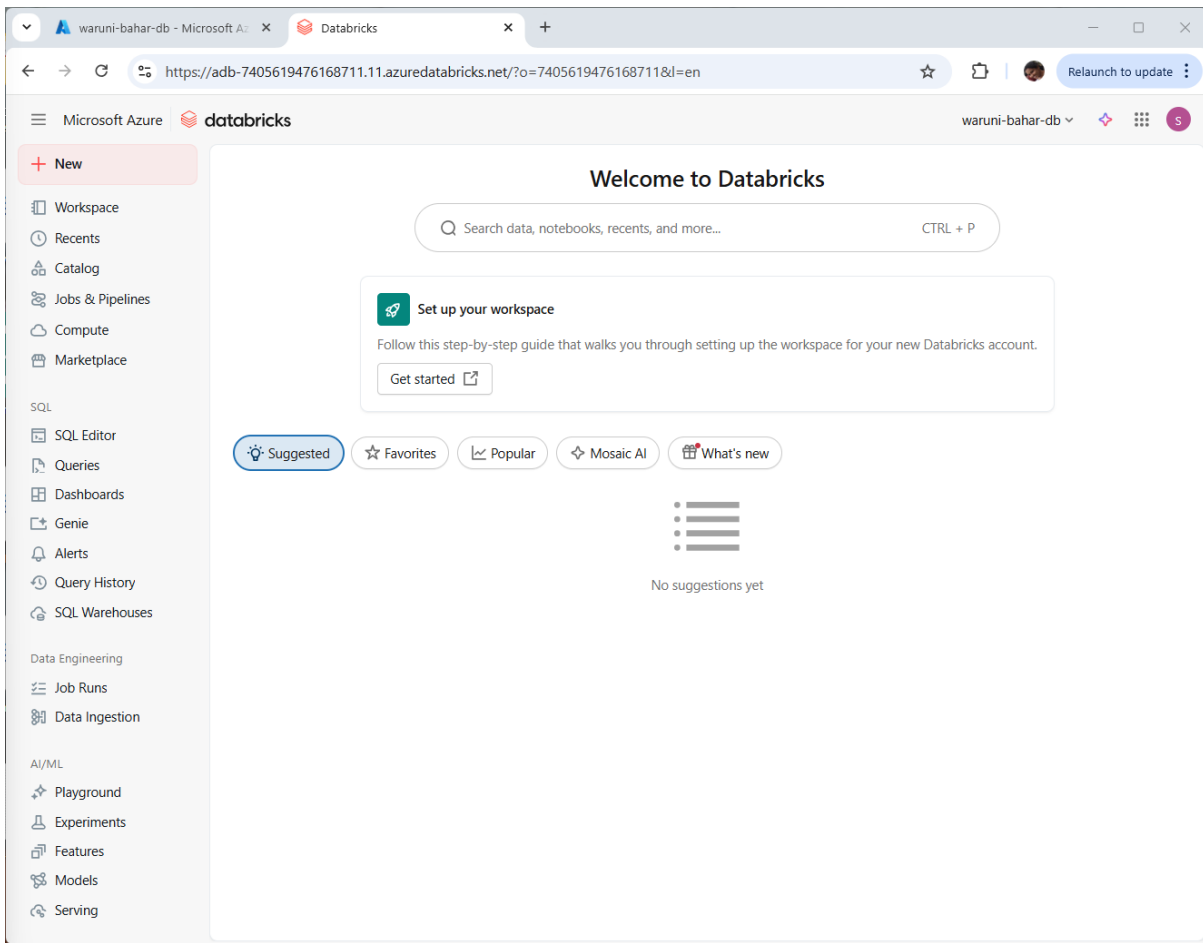 waruni-bahar-db - Microsoft Az
Databricks
https://adb-7405619476168711.11.azuredatabricks.net/?o=7405619476168711&l=en
Relaunch to update
Microsoft Azure
databricks
waruni-bahar-db
S
New
Workspace
Recents
Catalog
Jobs & Pipelines
Compute
Marketplace
SQL
SQL Editor
Queries
Dashboards
Genie
Alerts
Query History
SQL Warehouses
Data Engineering
Job Runs
Data Ingestion
AI/ML
Playground
Experiments
Features
Models
Serving
Welcome to Databricks
Search data, notebooks, recents, and more... CTRL + P
Set up your workspace
Follow this step-by-step guide that walks you through setting up the workspace for your new Databricks account.
Get started
Suggested Favorites Popular Mosaic AI What's new
No suggestions yet